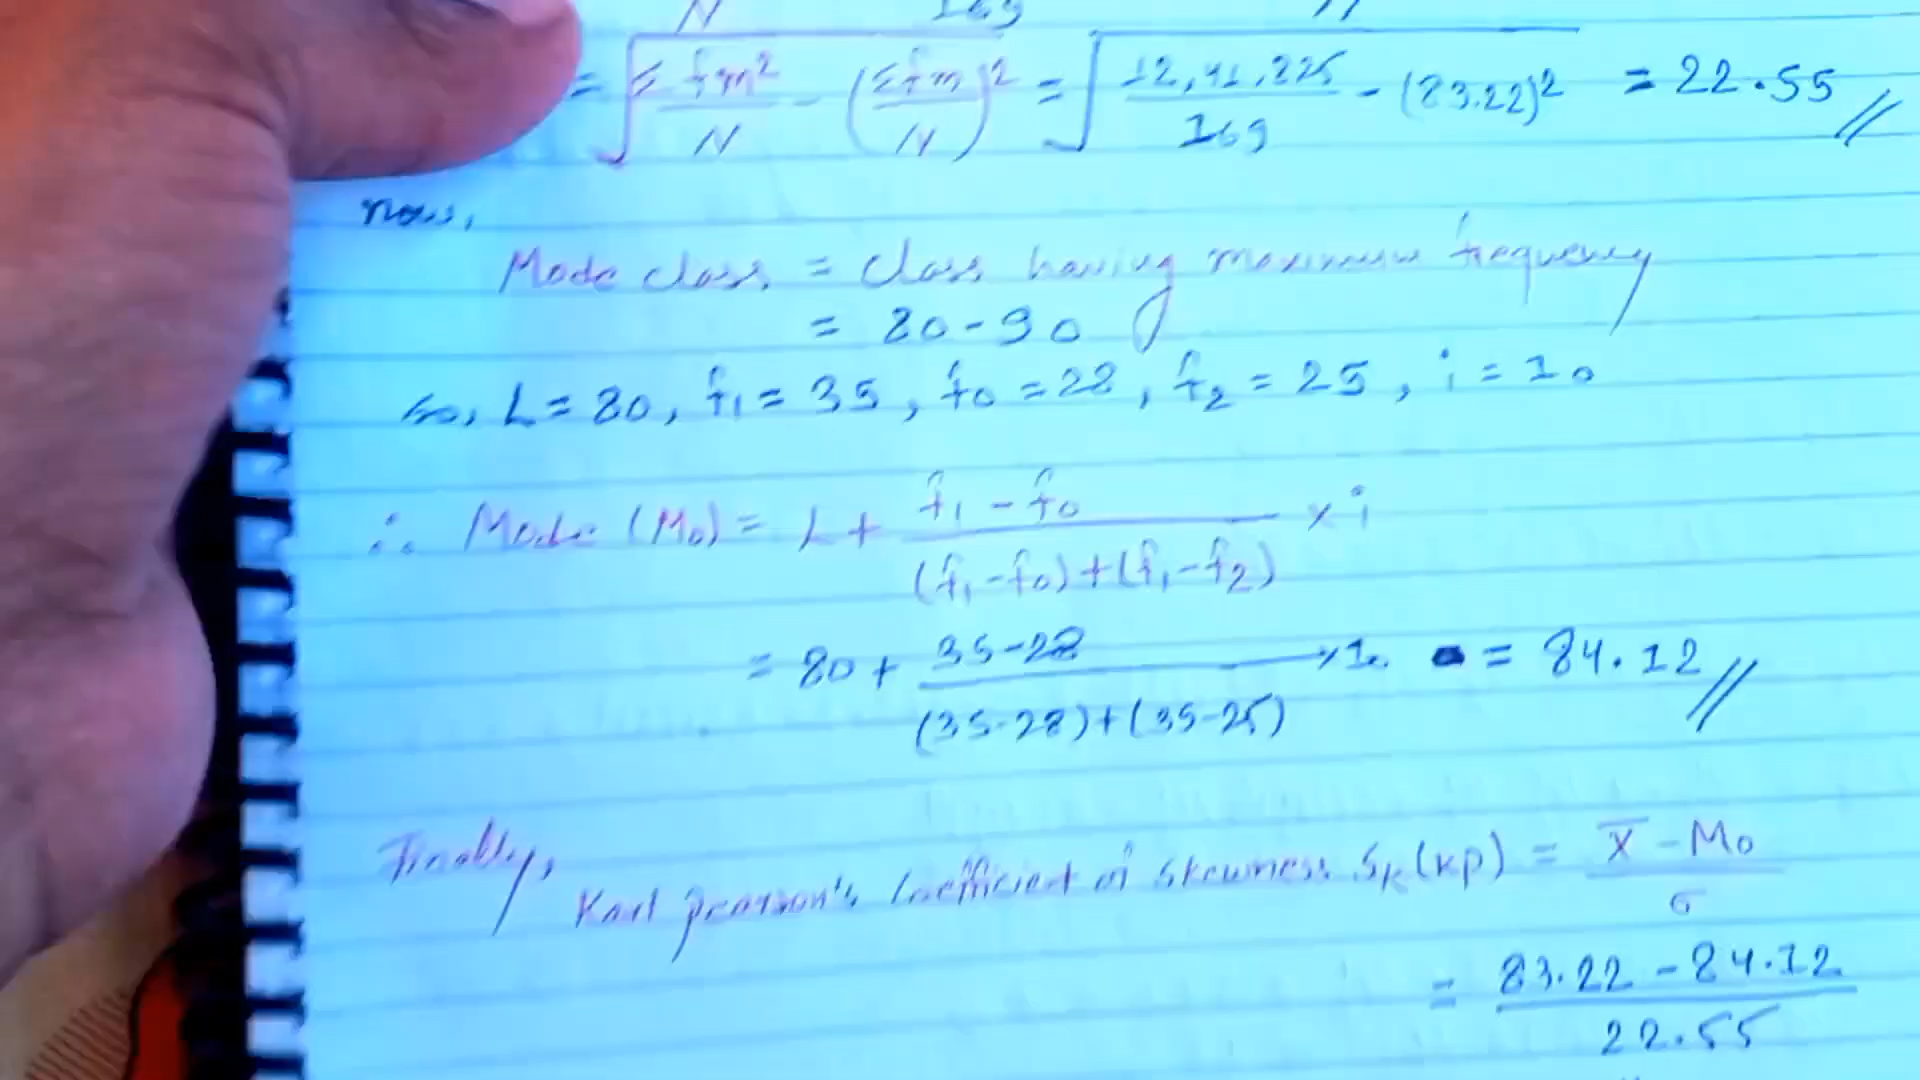 N 169 //
= √(Σfm²/N - (Σfm/N)²) = √(12,41,225/169 - (83.22)²) = 22.55 //
now,
Mode class = class having maximum frequency
= 80-90
so, L = 80, f₁ = 35, f₀ = 28, f₂ = 25, i = 10
∴ Mode (M₀) = L + (f₁ - f₀)/((f₁-f₀)+(f₁-f₂)) × i
= 80 + (35-28)/((35-28)+(35-25)) × 10 = 84.12 //
Finally,
Karl pearson's coefficient of skewness Sₖ(KP) = (X̄ - M₀)/σ
= (83.22 - 84.12)/22.55